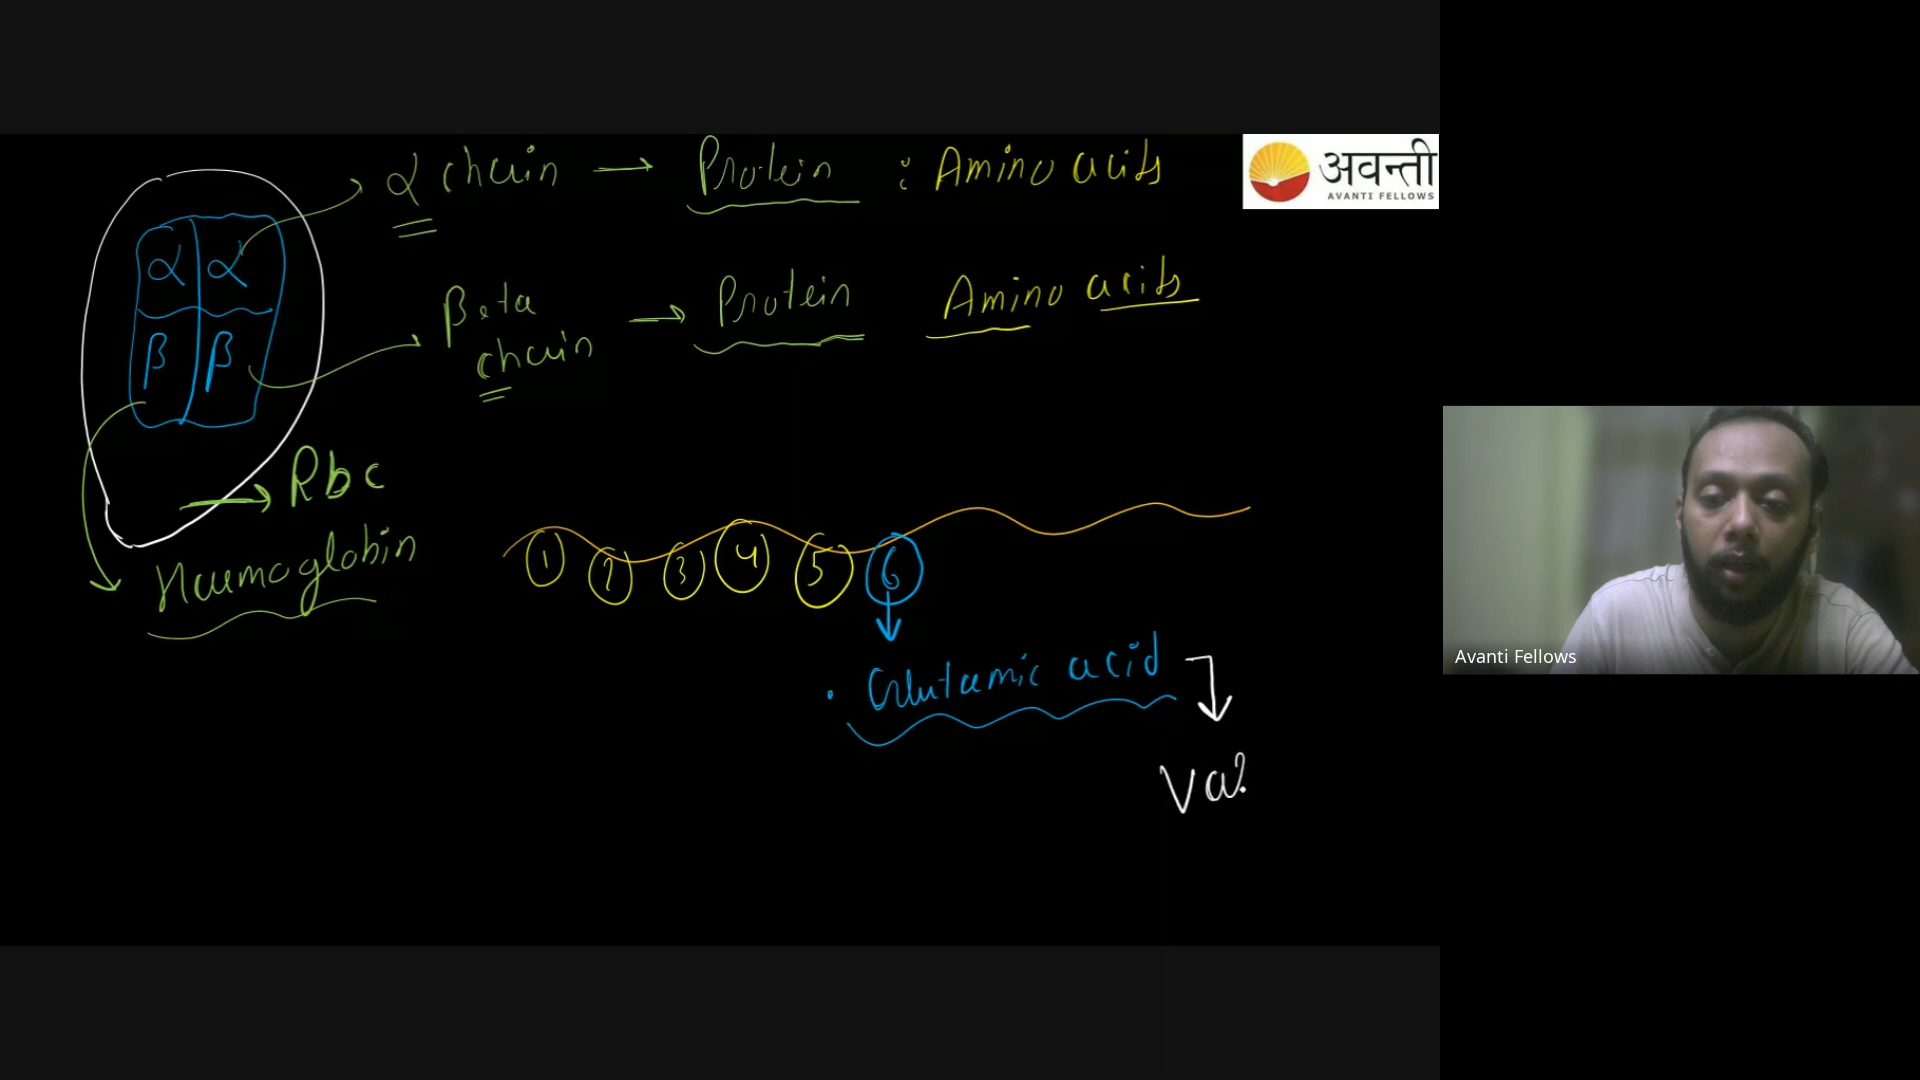 α chain → Protein : Amino acids
अवन्ती
AVANTI FELLOWS
α α
β β
Beta chain → Protein Amino acids
→ Rbc
Haemoglobin
1 2 3 4 5 6
Glutamic acid
Val
Avanti Fellows